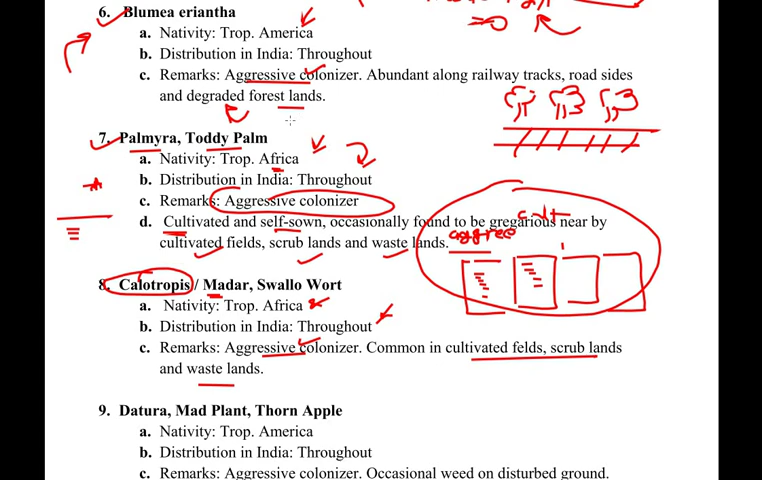 6. Blumea eriantha
a. Nativity: Trop. America
b. Distribution in India: Throughout
c. Remarks: Aggressive colonizer. Abundant along railway tracks, road sides
and degraded forest lands.
7. Palmyra, Toddy Palm
a. Nativity: Trop. Africa
b. Distribution in India: Throughout
c. Remarks: Aggressive colonizer
d. Cultivated and self-sown, occasionally found to be gregarious near by
cultivated fields, scrub lands and waste lands.
8. Calotropis/ Madar, Swallo Wort
a. Nativity: Trop. Africa
b. Distribution in India: Throughout
c. Remarks: Aggressive colonizer. Common in cultivated felds, scrub lands
and waste lands.
9. Datura, Mad Plant, Thorn Apple
a. Nativity: Trop. America
b. Distribution in India: Throughout
c. Remarks: Aggressive colonizer. Occasional weed on disturbed ground.